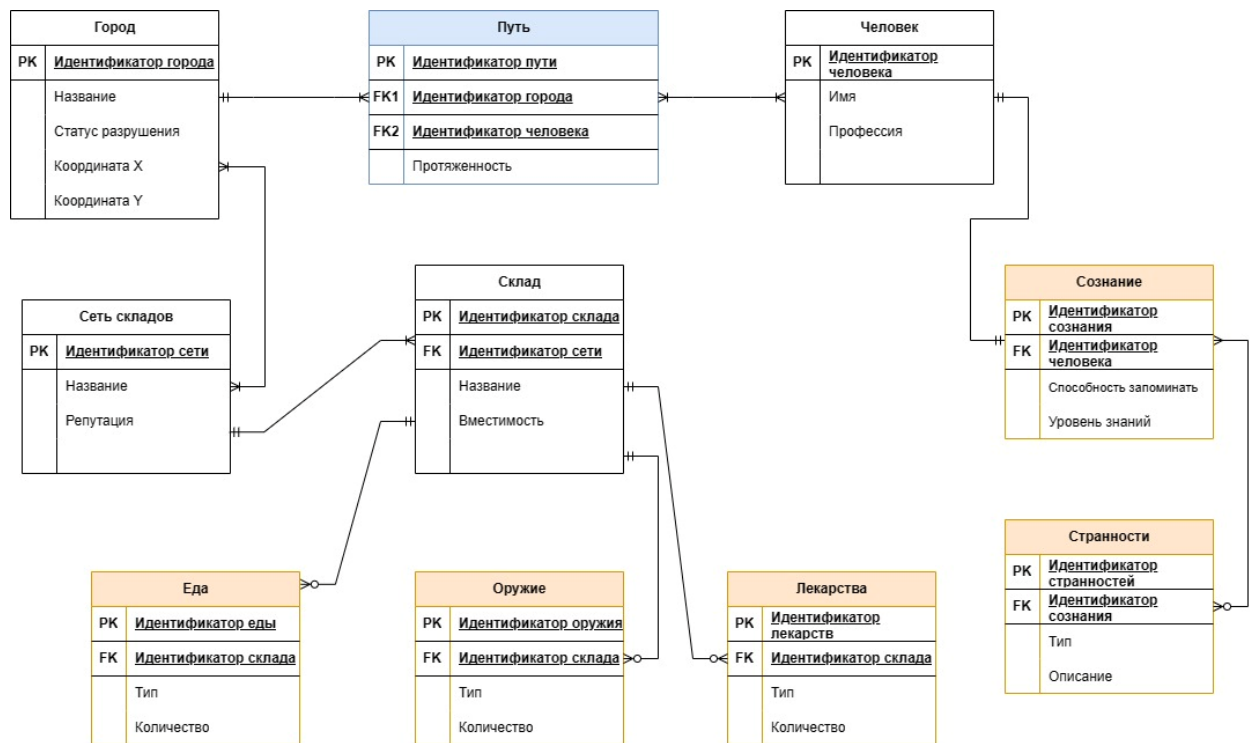 Город
PK Идентификатор города
Название
Статус разрушения
Координата X
Координата Y
Путь
PK Идентификатор пути
FK1 Идентификатор города
FK2 Идентификатор человека
Протяженность
Человек
PK Идентификатор
человека
Имя
Профессия
Сеть складов
PK Идентификатор сети
Название
Репутация
Склад
PK Идентификатор склада
FK Идентификатор сети
Название
Вместимость
Сознание
PK Идентификатор
сознания
FK Идентификатор
человека
Способность запоминать
Уровень знаний
Еда
PK Идентификатор еды
FK Идентификатор склада
Тип
Количество
Оружие
PK Идентификатор оружия
FK Идентификатор склада
Тип
Количество
Лекарства
PK Идентификатор
лекарств
FK Идентификатор склада
Тип
Количество
Странности
PK Идентификатор
странностей
FK Идентификатор
сознания
Тип
Описание